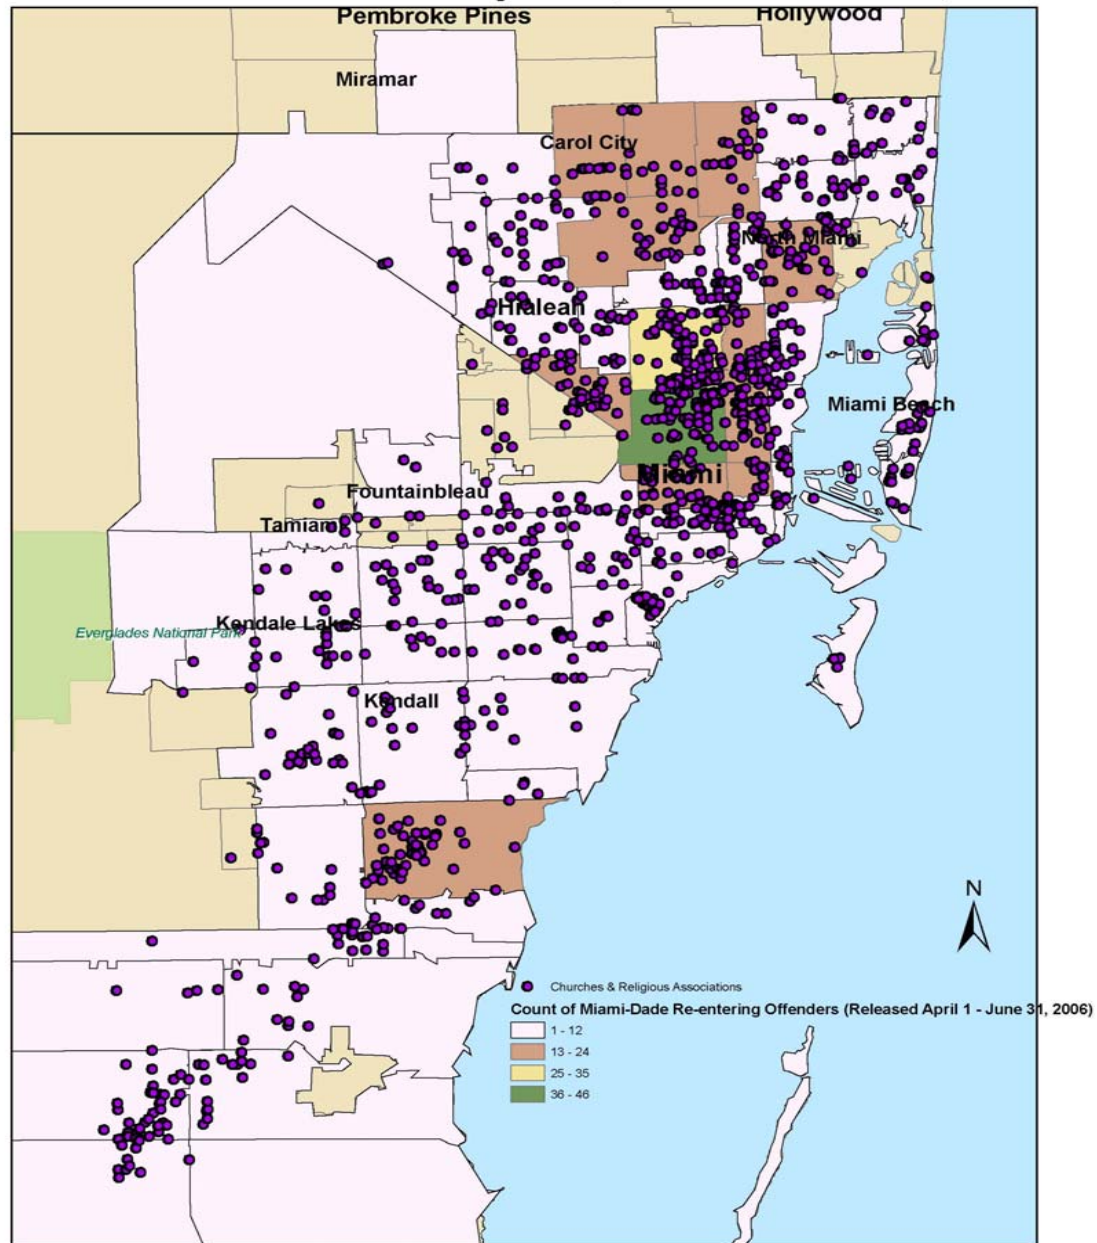 Pembroke Pines
Hollywood
Miramar
Carol City
North Miami
Hialeah
Miami Beach
Miami
Fountainbleau
Tamiami
Kendale Lakes
Everglades National Park
Kendall
N
Churches & Religious Associations
Count of Miami-Dade Re-entering Offenders (Released April 1 - June 31, 2006)
1 - 12
13 - 24
25 - 35
36 - 46